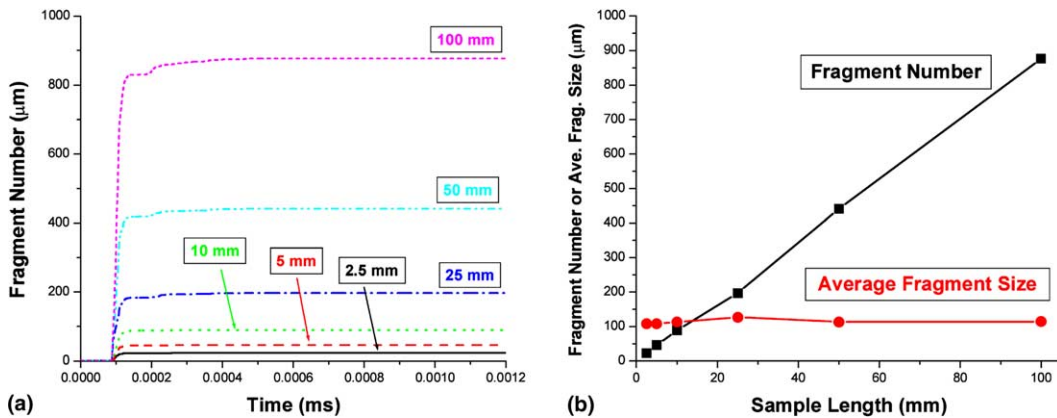 1000
800
600
400
200
0
Fragment Number (μm)
100 mm
50 mm
10 mm
5 mm
2.5 mm
25 mm
0.0000 0.0002 0.0004 0.0006 0.0008 0.0010 0.0012
(a)
Time (ms)
1000
900
800
700
600
500
400
300
200
100
0
Fragment Number or Ave. Frag. Size (μm)
Fragment Number
Average Fragment Size
0 20 40 60 80 100
(b)
Sample Length (mm)